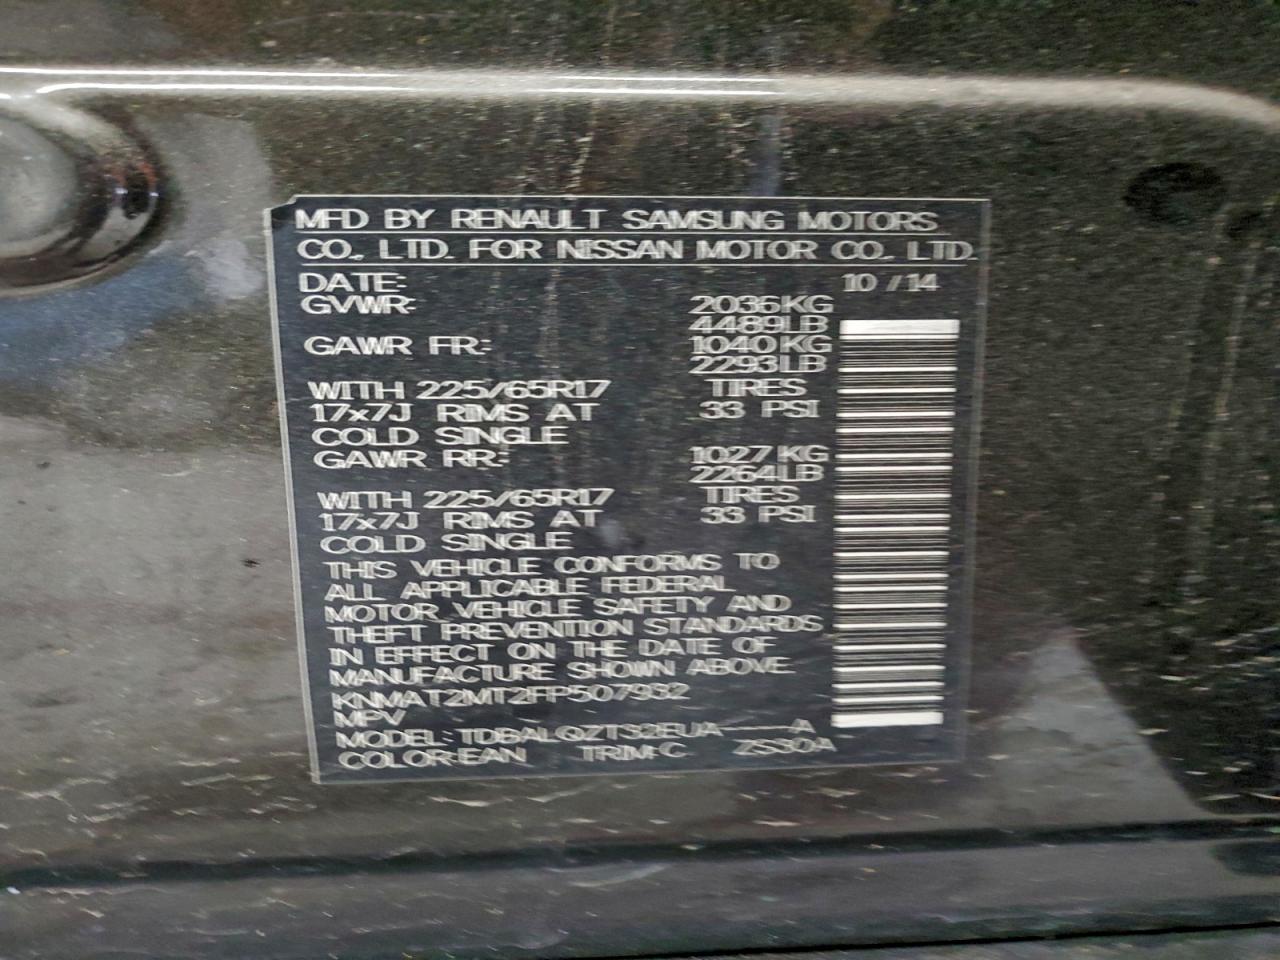 MFD BY RENAULT SAMSUNG MOTORS
CO., LTD. FOR NISSAN MOTOR CO., LTD.
DATE: 10 / 14
GVWR: 2036KG
4489LB
GAWR FR: 1040KG
2293LB
WITH 225/65R17 TIRES
17x7J RIMS AT 33 PSI
COLD SINGLE
GAWR RR: 1027KG
2264LB
WITH 225/65R17 TIRES
17x7J RIMS AT 33 PSI
COLD SINGLE
THIS VEHICLE CONFORMS TO
ALL APPLICABLE FEDERAL
MOTOR VEHICLE SAFETY AND
THEFT PREVENTION STANDARDS
IN EFFECT ON THE DATE OF
MANUFACTURE SHOWN ABOVE.
KNMAT2MT2FP507932
MPV
MODEL: TDBALQZT32EUA-----A
COLOR:EAN TRIM:C ZS30A